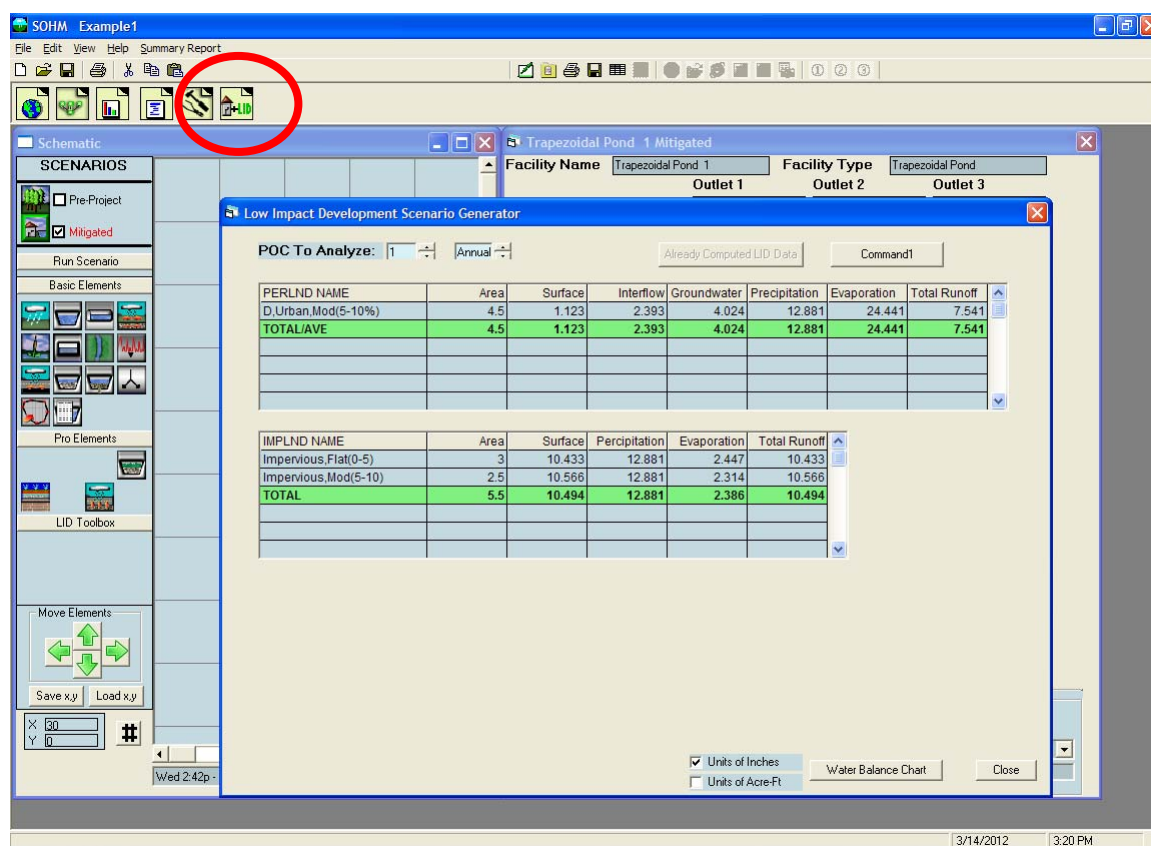 SOHM Example1
File Edit View Help Summary Report
+LID
Schematic
Trapezoidal Pond 1 Mitigated
SCENARIOS
Facility Name Trapezoidal Pond 1 Facility Type Trapezoidal Pond
Outlet 1 Outlet 2 Outlet 3
Pre-Project
Mitigated
Run Scenario
Basic Elements
Pro Elements
LID Toolbox
Move Elements
Save x,y Load x,y
X 30
Y 0
#
Wed 2:42p -
Low Impact Development Scenario Generator
POC To Analyze: 1 Annual Already Computed LID Data Command1
PERLND NAME Area Surface Interflow Groundwater Precipitation Evaporation Total Runoff
D,Urban,Mod(5-10%) 4.5 1.123 2.393 4.024 12.881 24.441 7.541
TOTAL/AVE 4.5 1.123 2.393 4.024 12.881 24.441 7.541
IMPLND NAME Area Surface Percipitation Evaporation Total Runoff
Impervious,Flat(0-5) 3 10.433 12.881 2.447 10.433
Impervious,Mod(5-10) 2.5 10.566 12.881 2.314 10.566
TOTAL 5.5 10.494 12.881 2.386 10.494
Units of Inches
Units of Acre-Ft
Water Balance Chart Close
3/14/2012 3:20 PM